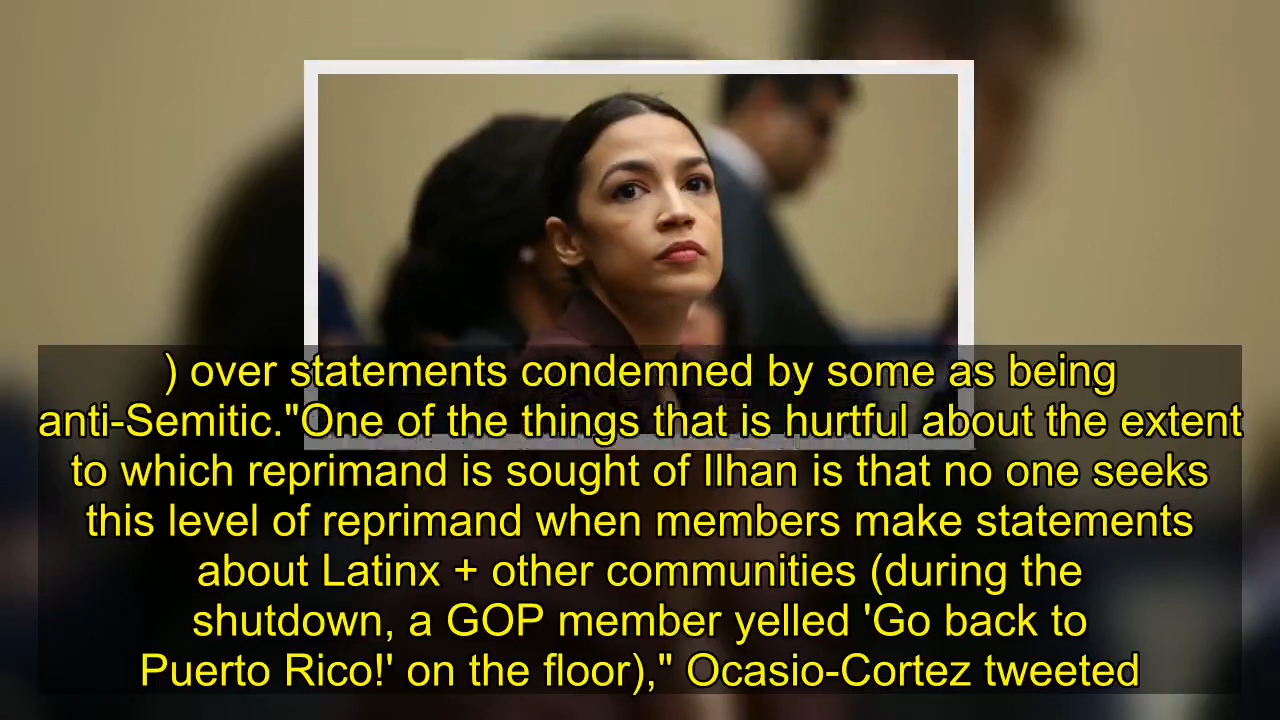 ) over statements condemned by some as being
anti-Semitic."One of the things that is hurtful about the extent
to which reprimand is sought of Ilhan is that no one seeks
this level of reprimand when members make statements
about Latinx + other communities (during the
shutdown, a GOP member yelled 'Go back to
Puerto Rico!' on the floor)," Ocasio-Cortez tweeted